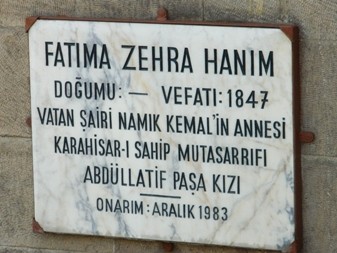 FATIMA ZEHRA HANIM
DOĞUMU: — VEFATI: 1847
VATAN ŞAİRİ NAMIK KEMAL'İN ANNESİ
KARAHİSAR-I SAHİP MUTASARRIFI
ABDÜLLATİF PAŞA KIZI
ONARIM: ARALIK 1983